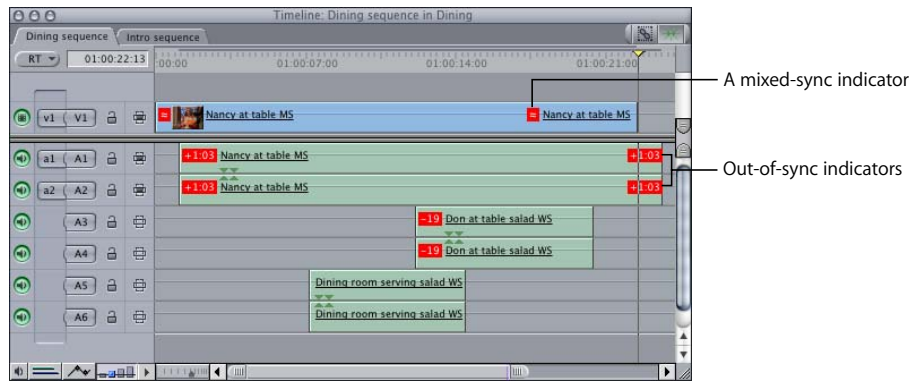 Timeline: Dining sequence in Dining
Dining sequence Intro sequence
RT 01:00:22:13 :00:00 01:00:07:00 01:00:14:00 01:00:21:00
A mixed-sync indicator
v1 V1 Nancy at table MS Nancy at table MS
a1 A1 +1:03 Nancy at table MS +1:03
Out-of-sync indicators
a2 A2 +1:03 Nancy at table MS +1:03
A3 -19 Don at table salad WS
A4 -19 Don at table salad WS
A5 Dining room serving salad WS
A6 Dining room serving salad WS